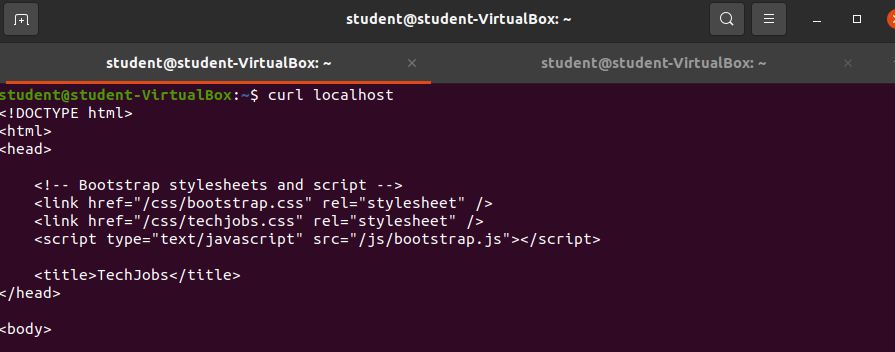 student@student-VirtualBox: ~
student@student-VirtualBox: ~
student@student-VirtualBox: ~
student@student-VirtualBox:~$ curl localhost
<!DOCTYPE html>
<html>
<head>
    <!-- Bootstrap stylesheets and script -->
    <link href="/css/bootstrap.css" rel="stylesheet" />
    <link href="/css/techjobs.css" rel="stylesheet" />
    <script type="text/javascript" src="/js/bootstrap.js"></script>
    <title>TechJobs</title>
</head>
<body>